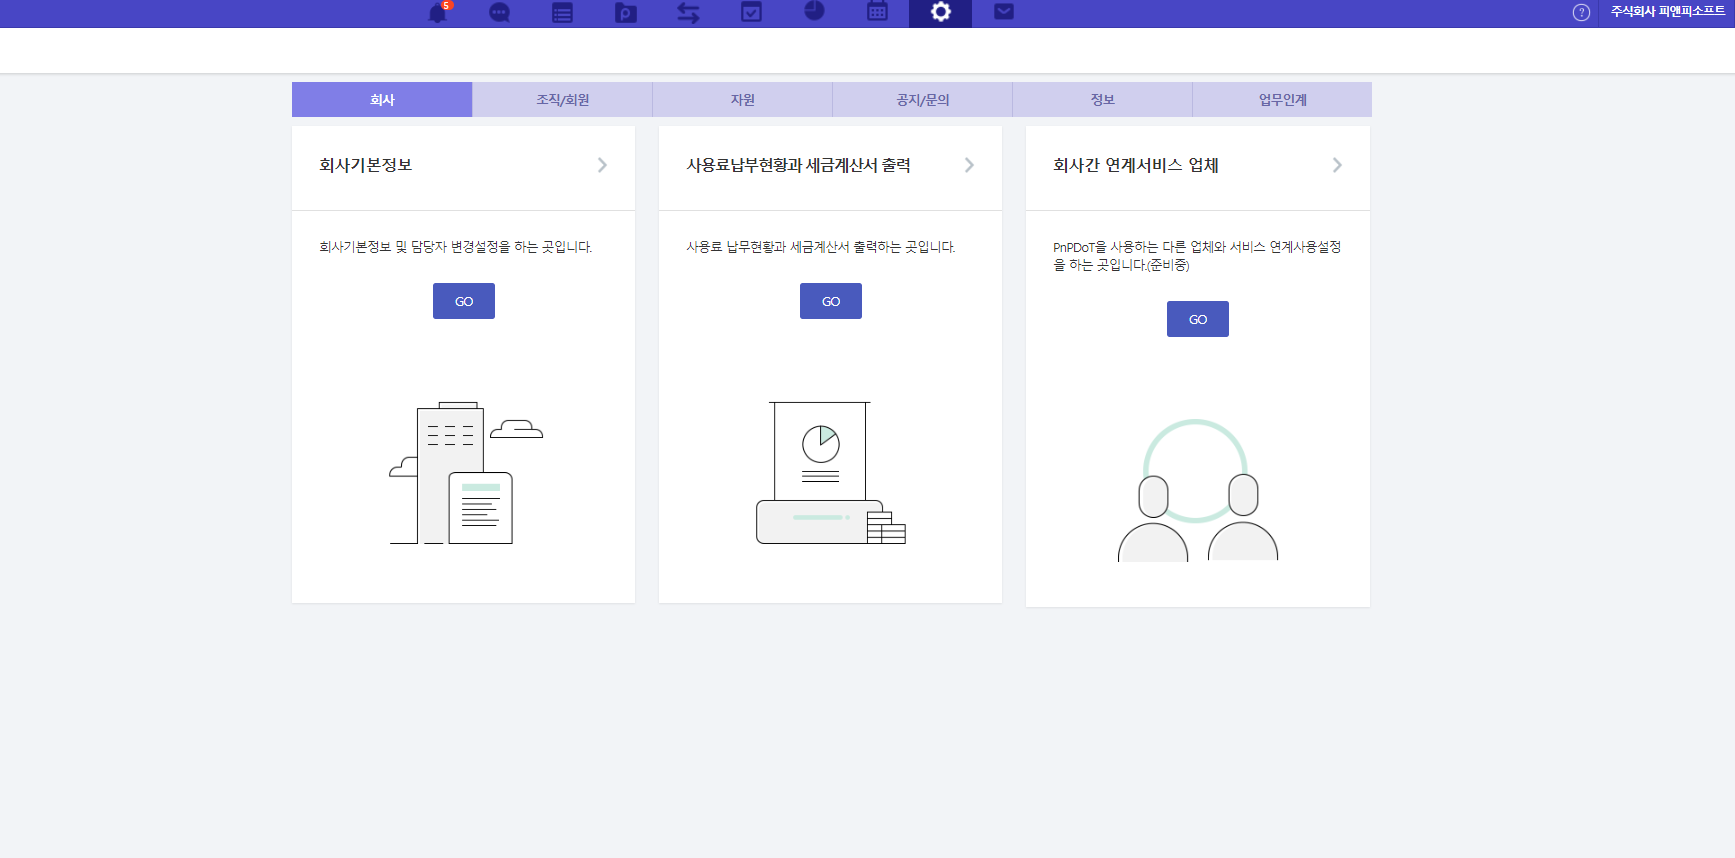 5
?
주식회사 피앤피소프트
회사
조직/회원
자원
공지/문의
정보
업무인계
회사기본정보
회사기본정보 및 담당자 변경설정을 하는 곳입니다.
GO
사용료납부현황과 세금계산서 출력
사용료 납무현황과 세금계산서 출력하는 곳입니다.
GO
회사간 연계서비스 업체
PnPDoT을 사용하는 다른 업체와 서비스 연계사용설정
을 하는 곳입니다.(준비중)
GO